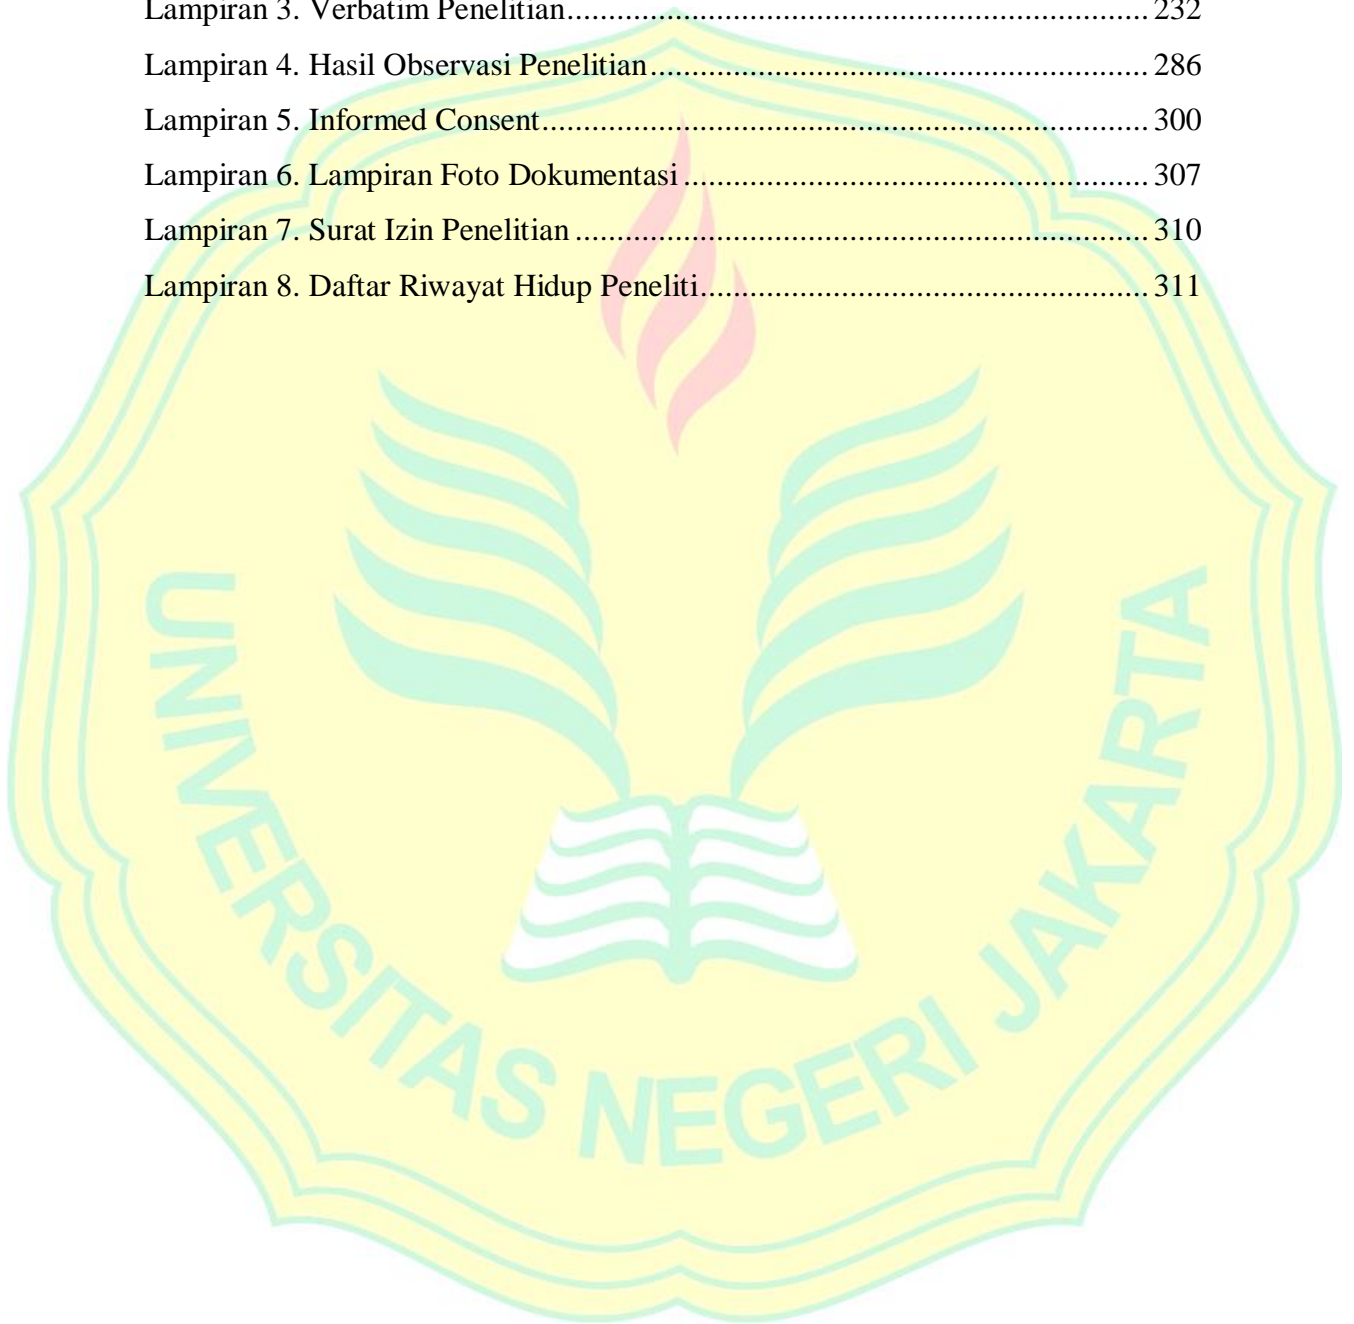 Lampiran 3. Verbatim Penelitian........................................................................ 232
Lampiran 4. Hasil Observasi Penelitian.............................................................. 286
Lampiran 5. Informed Consent........................................................................... 300
Lampiran 6. Lampiran Foto Dokumentasi .......................................................... 307
Lampiran 7. Surat Izin Penelitian ....................................................................... 310
Lampiran 8. Daftar Riwayat Hidup Peneliti........................................................ 311
UNIVERSITAS NEGERI JAKARTA